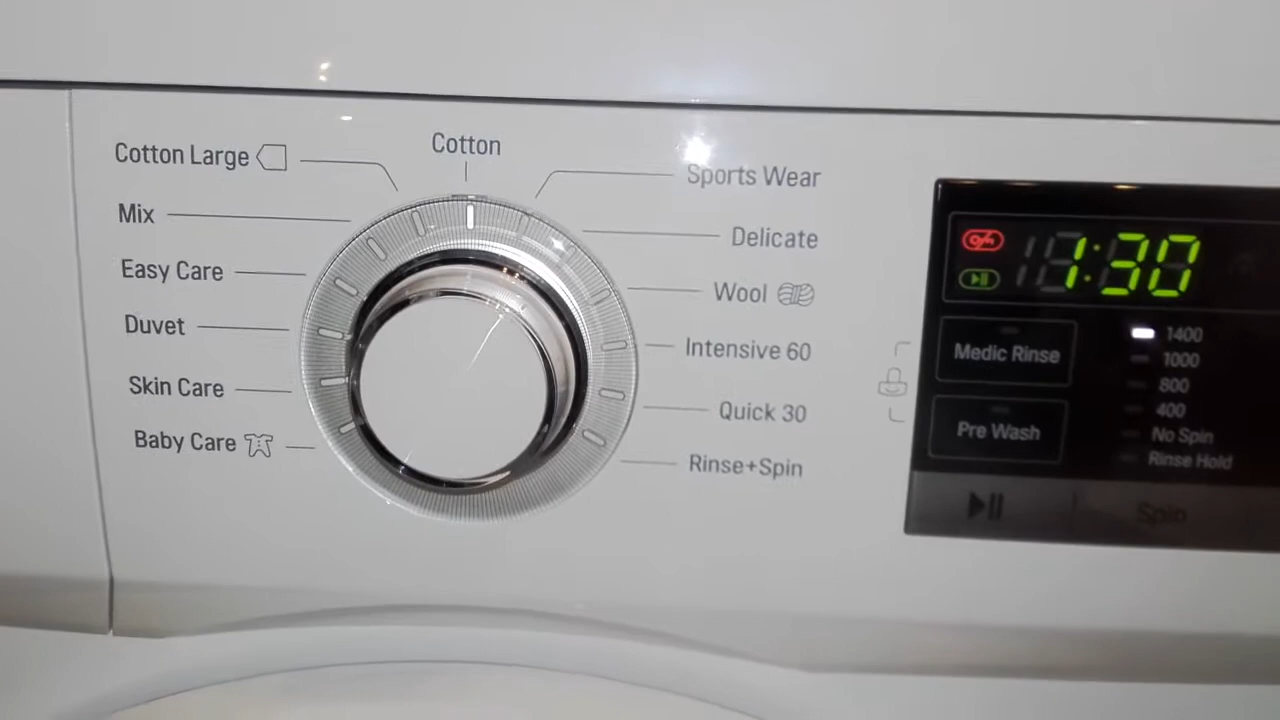 Cotton
Cotton Large
Sports Wear
Mix
Delicate
Easy Care
Wool
Duvet
Intensive 60
Skin Care
Quick 30
Baby Care
Rinse+Spin
1:30
Medic Rinse
Pre Wash
1400
1000
800
400
No Spin
Rinse Hold
Spin